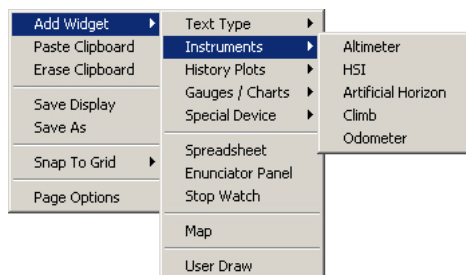 Add Widget
Paste Clipboard
Erase Clipboard
Save Display
Save As
Snap To Grid
Page Options
Text Type
Instruments
History Plots
Gauges / Charts
Special Device
Spreadsheet
Enunciator Panel
Stop Watch
Map
User Draw
Altimeter
HSI
Artificial Horizon
Climb
Odometer